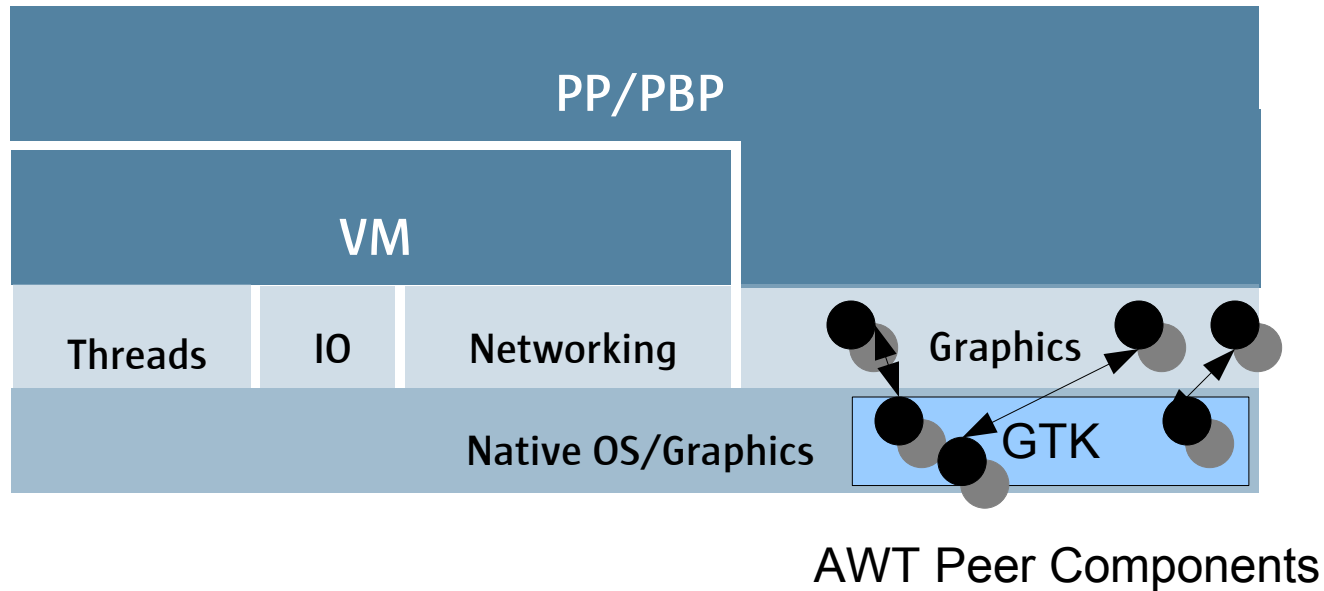 PP/PBP
VM
Threads
IO
Networking
Graphics
Native OS/Graphics
GTK
AWT Peer Components